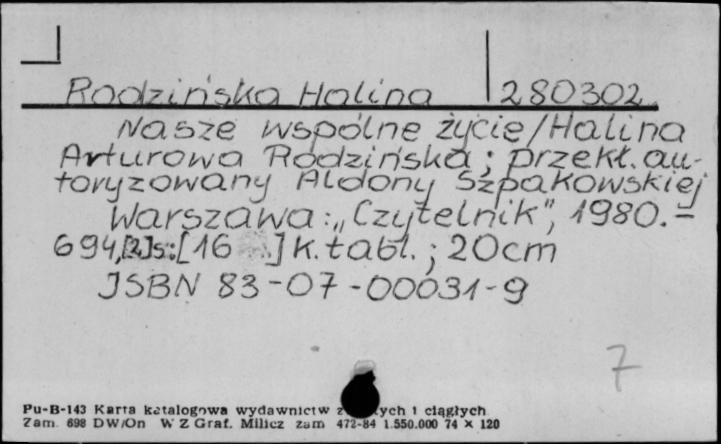 Rodzińska Halina 280302
Nasze wspólne życie/Halina
Arturowa Rodzińska; przekł. au-
toryzowany Aldony Szpakowskiej
Warszawa: „Czytelnik", 1980.-
694,[2]s:[16 ]k.tabl.; 20cm
JSBN 83-07-00031-9
7
Pu-B-143 Karta katalogowa wydawnictw i ciągłych
Zam. 698 DW/On W Z Graf. Milicz zam 472-84 1.550.000 74 x 120